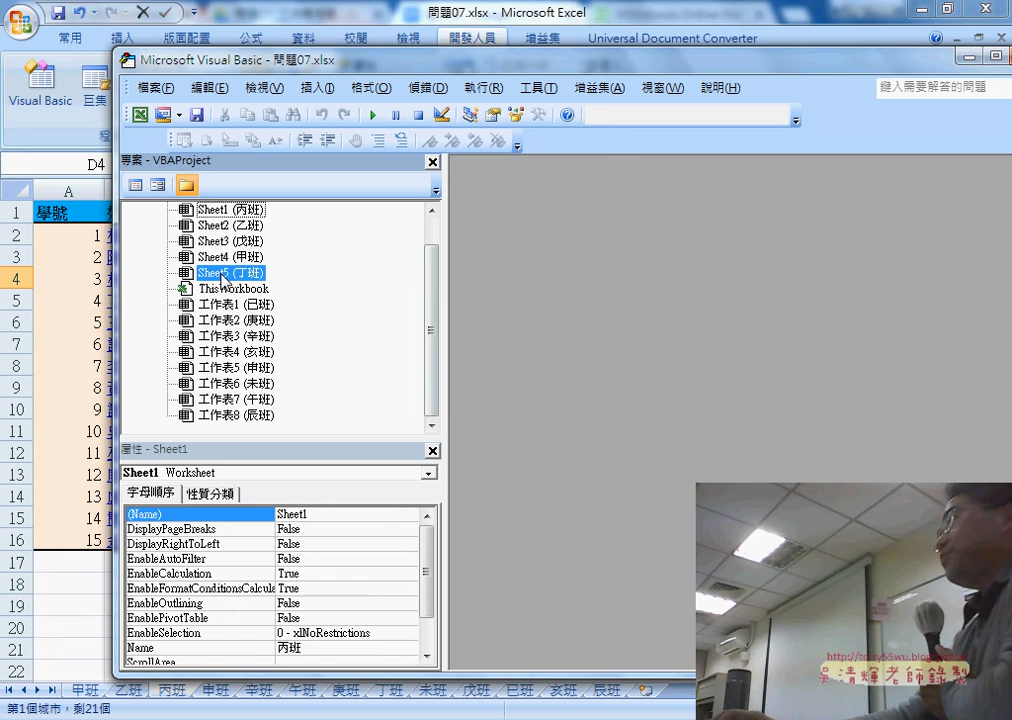 問題07.xlsx - Microsoft Excel
常用 插入 版面配置 公式 資料 校閱 檢視 開發人員 增益集 Universal Document Converter
Visual Basic 巨集
Microsoft Visual Basic - 問題07.xlsx
檔案(F) 編輯(E) 檢視(V) 插入(I) 格式(O) 偵錯(D) 執行(R) 工具(T) 增益集(A) 視窗(W) 說明(H) 鍵入需要解答的問題
D4
專案 - VBAProject
Sheet1 (丙班)
Sheet2 (乙班)
Sheet3 (戊班)
Sheet4 (甲班)
Sheet5 (丁班)
ThisWorkbook
工作表1 (已班)
工作表2 (庚班)
工作表3 (辛班)
工作表4 (亥班)
工作表5 (申班)
工作表6 (未班)
工作表7 (午班)
工作表8 (辰班)
A
1 學號
2 1
3 2
4 3
5 4
6 5
7 6
8 7
9 8
10 9
11 10
12 11
13 12
14 13
15 14
16 15
17
18
19
20
21
22
屬性 - Sheet1
Sheet1 Worksheet
字母順序 性質分類
(Name) Sheet1
DisplayPageBreaks False
DisplayRightToLeft False
EnableAutoFilter False
EnableCalculation True
EnableFormatConditionsCalcula True
EnableOutlining False
EnablePivotTable False
EnableSelection 0 - xlNoRestrictions
Name 丙班
ScrollArea
甲班 乙班 丙班 申班 辛班 午班 庚班 丁班 未班 戊班 已班 亥班 辰班
第1個城市，剩21個
吳清輝老師錄製